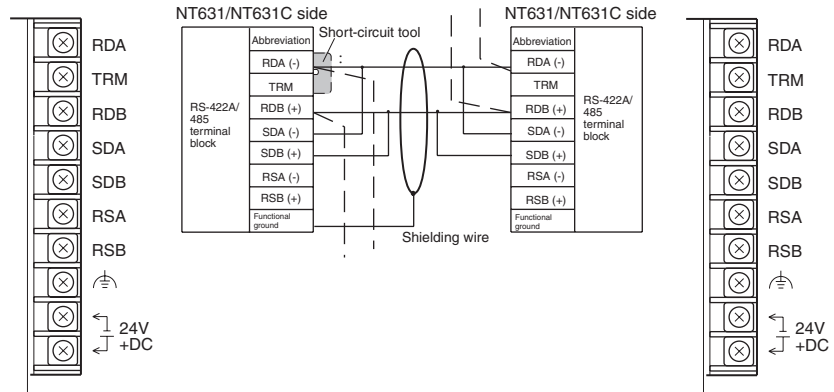 RDA
TRM
RDB
SDA
SDB
RSA
RSB
24V
+DC
NT631/NT631C side
Short-circuit tool
:
RS-422A/
485
terminal
block
Abbreviation
RDA (-)
TRM
RDB (+)
SDA (-)
SDB (+)
RSA (-)
RSB (+)
Functional
ground
Shielding wire
NT631/NT631C side
Abbreviation
RDA (-)
TRM
RDB (+)
SDA (-)
SDB (+)
RSA (-)
RSB (+)
Functional
ground
RS-422A/
485
terminal
block
RDA
TRM
RDB
SDA
SDB
RSA
RSB
24V
+DC